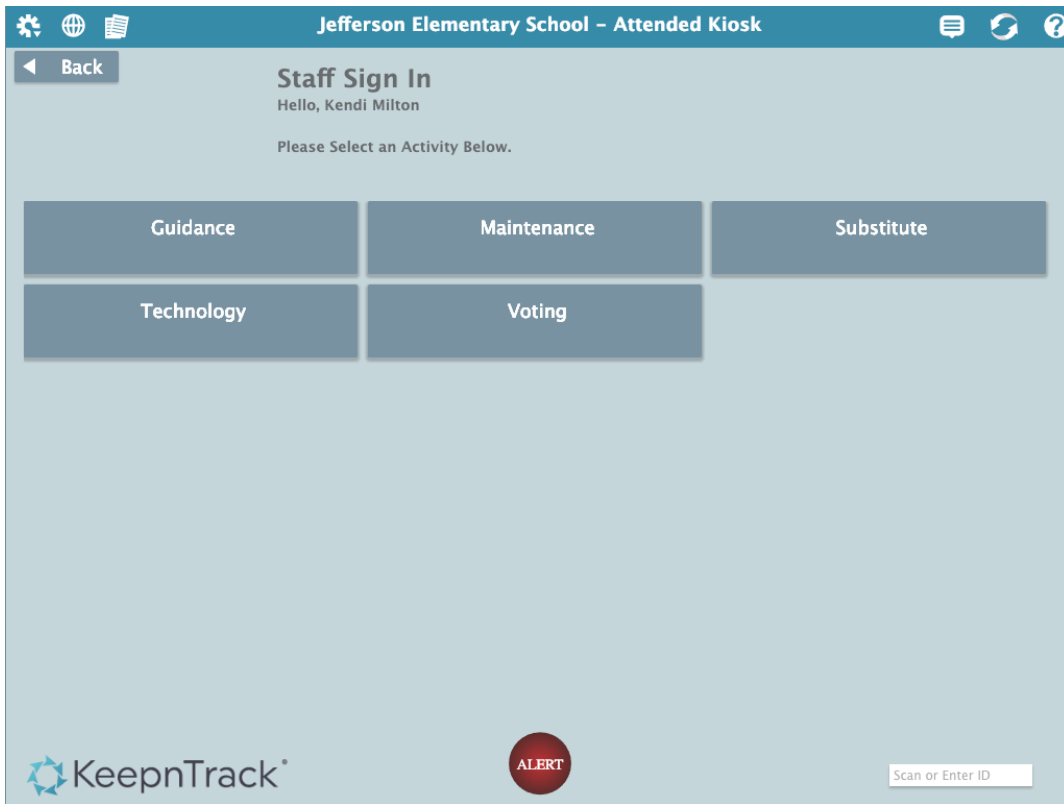 Jefferson Elementary School – Attended Kiosk
Back
Staff Sign In
Hello, Kendi Milton
Please Select an Activity Below.
Guidance Maintenance Substitute
Technology Voting
KeepnTrack®
ALERT
Scan or Enter ID